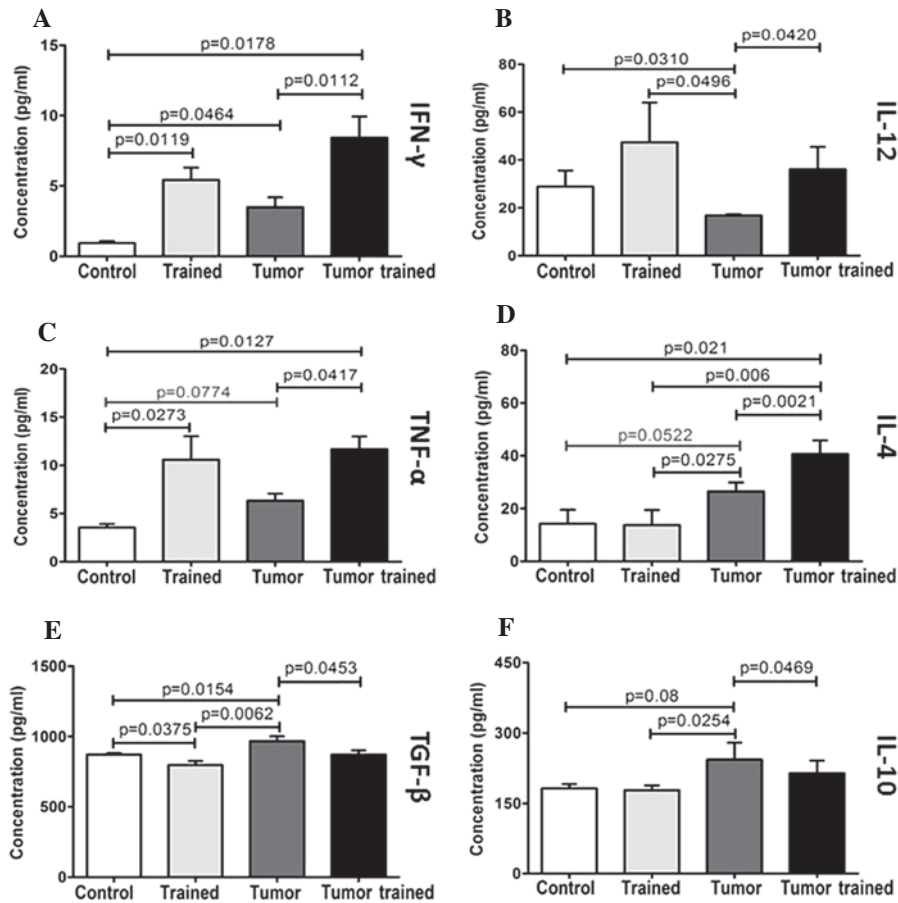 A
p=0.0178
p=0.0112
p=0.0464
p=0.0119
15
10
5
0
Concentration (pg/ml)
IFN-γ
Control Trained Tumor Tumor trained
B
p=0.0420
p=0.0310
p=0.0496
80
60
40
20
0
Concentration (pg/ml)
IL-12
Control Trained Tumor Tumor trained
C
p=0.0127
p=0.0774
p=0.0417
p=0.0273
20
15
10
5
0
Concentration (pg/ml)
TNF-α
Control Trained Tumor Tumor trained
D
p=0.021
p=0.006
p=0.0021
p=0.0522
p=0.0275
80
60
40
20
0
Concentration (pg/ml)
IL-4
Control Trained Tumor Tumor trained
E
p=0.0453
p=0.0154
p=0.0062
p=0.0375
1500
1000
500
0
Concentration (pg/ml)
TGF-β
Control Trained Tumor Tumor trained
F
p=0.0469
p=0.08
p=0.0254
450
300
150
0
Concentration (pg/ml)
IL-10
Control Trained Tumor Tumor trained